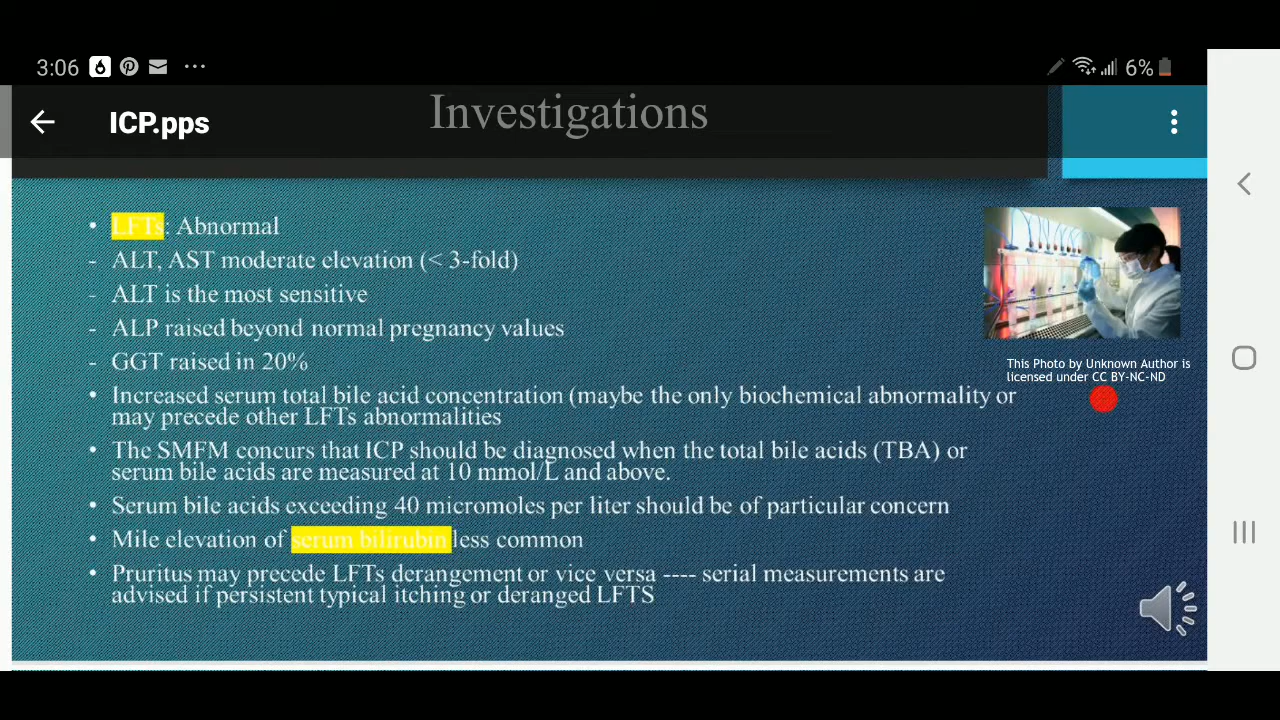 3:06
6%
ICP.pps
Investigations
• LFTs: Abnormal
- ALT, AST moderate elevation (< 3-fold)
- ALT is the most sensitive
- ALP raised beyond normal pregnancy values
- GGT raised in 20%
• Increased serum total bile acid concentration (maybe the only biochemical abnormality or
may precede other LFTs abnormalities
• The SMFM concurs that ICP should be diagnosed when the total bile acids (TBA) or
serum bile acids are measured at 10 mmol/L and above.
• Serum bile acids exceeding 40 micromoles per liter should be of particular concern
• Mile elevation of serum bilirubin less common
• Pruritus may precede LFTs derangement or vice versa ---- serial measurements are
advised if persistent typical itching or deranged LFTS
This Photo by Unknown Author is
licensed under CC BY-NC-ND